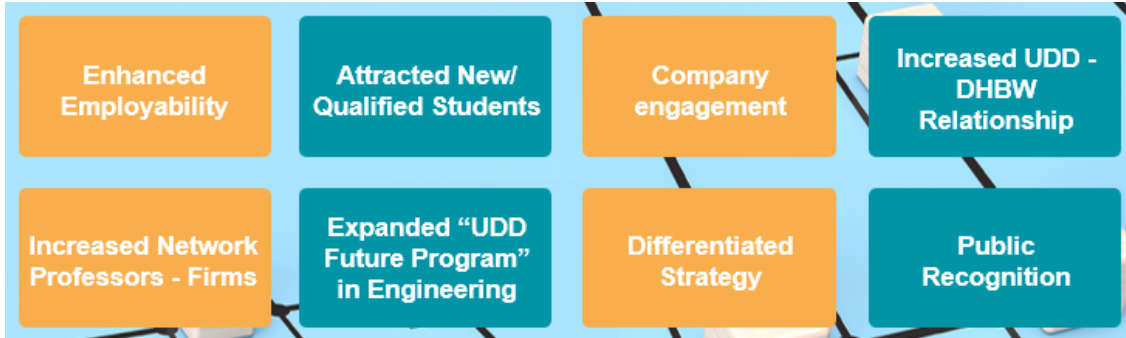 Enhanced
Employability
Attracted New/
Qualified Students
Company
engagement
Increased UDD -
DHBW
Relationship
Increased Network
Professors - Firms
Expanded “UDD
Future Program”
in Engineering
Differentiated
Strategy
Public
Recognition